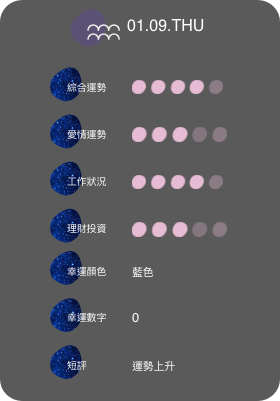 01.09.THU
綜合運勢
愛情運勢
工作狀況
理財投資
幸運顏色 藍色
幸運數字 0
短評 運勢上升